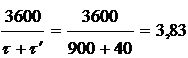 3600 / (τ + τ′) = 3600 / (900 + 40) = 3,83